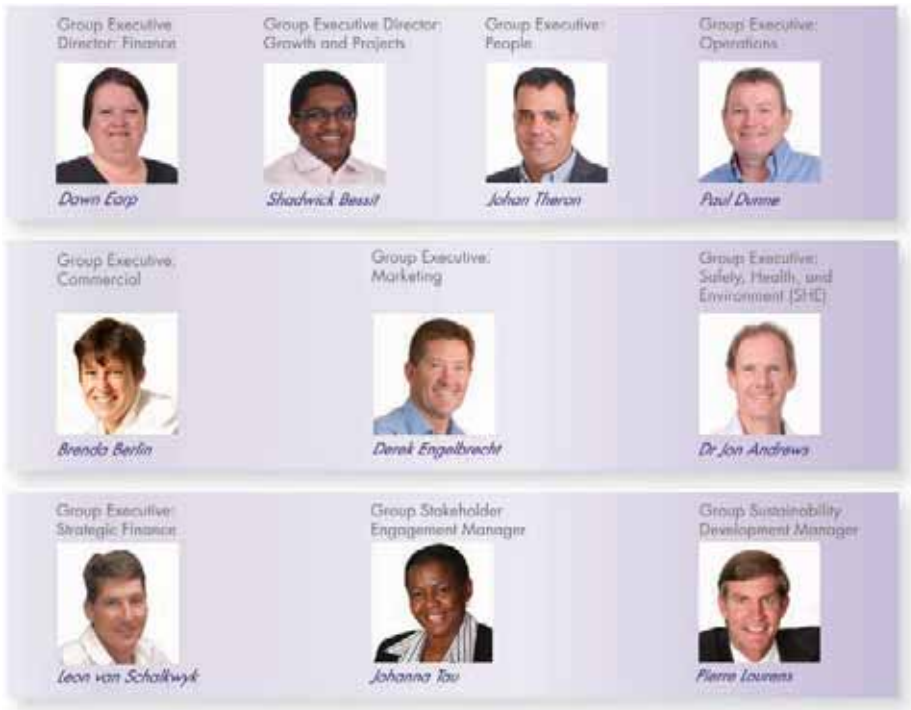 Group Executive
Director: Finance
Group Executive Director:
Growth and Projects
Group Executive:
People
Group Executive:
Operations
Dawn Earp
Shadwick Bessit
Johan Theron
Paul Dunne
Group Executive:
Commercial
Group Executive:
Marketing
Group Executive:
Safety, Health, and
Environment (SHE)
Brenda Berlin
Derek Engelbrecht
Dr Jon Andrews
Group Executive:
Strategic Finance
Group Stakeholder
Engagement Manager
Group Sustainability
Development Manager
Leon van Schalkwyk
Johanna Tau
Pierre Lourens